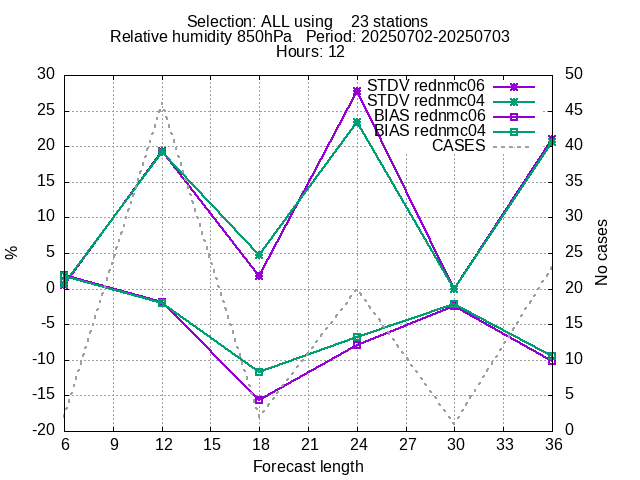 Selection: ALL using    23 stations
Relative humidity 850hPa   Period: 20250702-20250703
Hours: 12
STDV rednmc06
STDV rednmc04
BIAS rednmc06
BIAS rednmc04
CASES
30
25
20
15
10
5
0
-5
-10
-15
-20
%
50
45
40
35
30
25
20
15
10
5
0
No cases
6 9 12 15 18 21 24 27 30 33 36
Forecast length